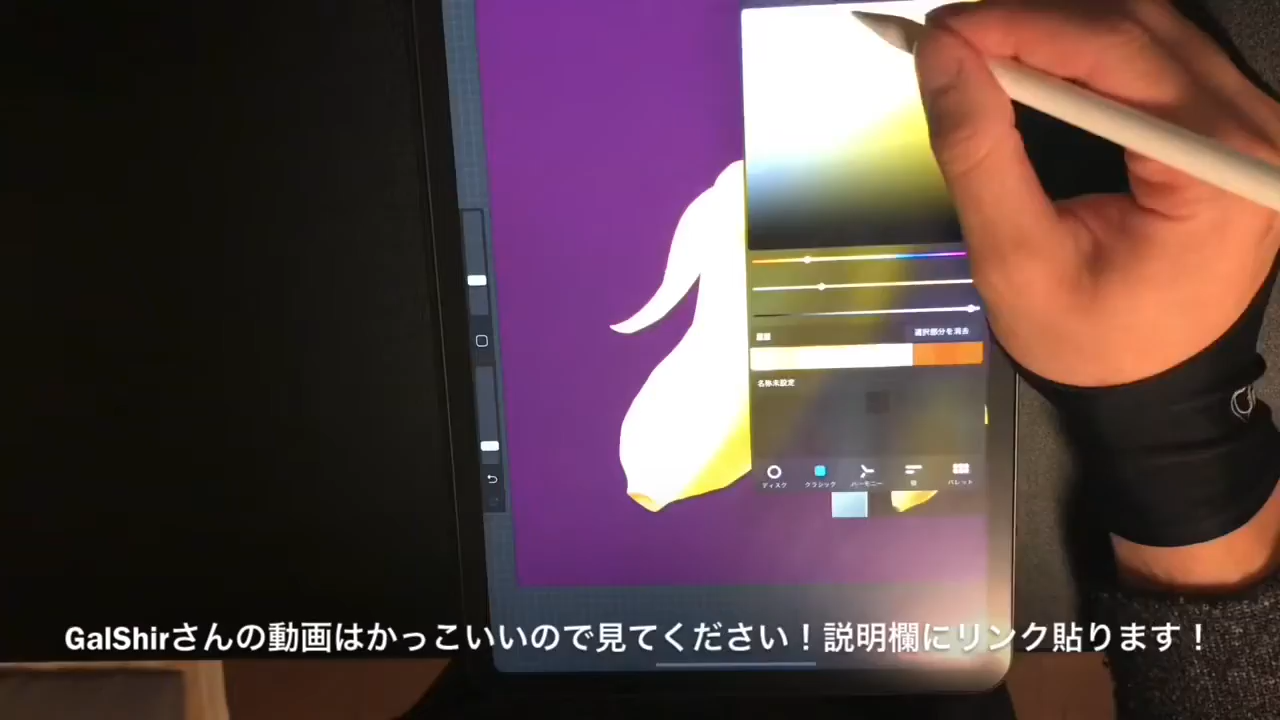 選択部分を消去
名称未設定
ディスク
クラシック
ハーモニー
値
パレット
GalShirさんの動画はかっこいいので見てください！説明欄にリンク貼ります！